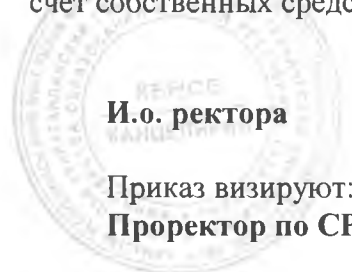 счет собственных средс
И.о. ректора
Приказ визируют:
Проректор по СР